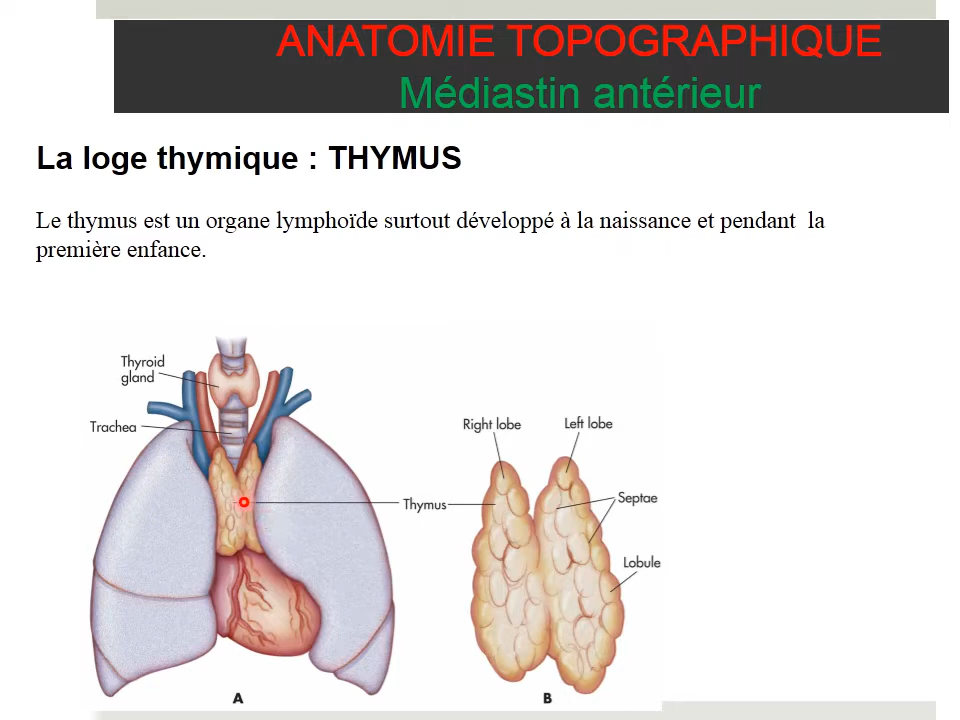 ANATOMIE TOPOGRAPHIQUE
Médiastin antérieur
La loge thymique : THYMUS
Le thymus est un organe lymphoïde surtout développé à la naissance et pendant la
première enfance.
Thyroid
gland
Trachea
Right lobe
Left lobe
Thymus
Septae
Lobule
A
B